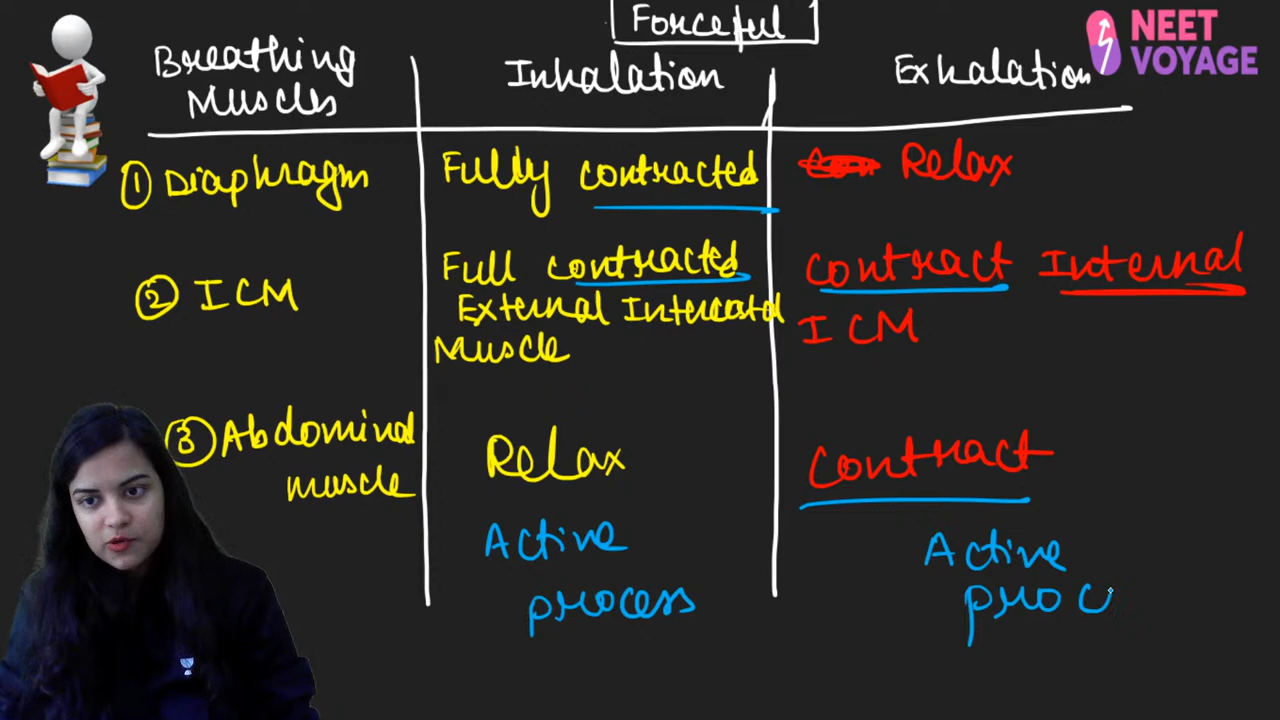 Forceful
NEET
VOYAGE
Breathing
Muscles
Inhalation
Exhalation
① Diaphragm
Fully contracted
Relax
② ICM
Full contracted
External Intercostal
Muscle
Contract Internal
ICM
③ Abdominal
muscle
Relax
Contract
Active
process
Active
proc